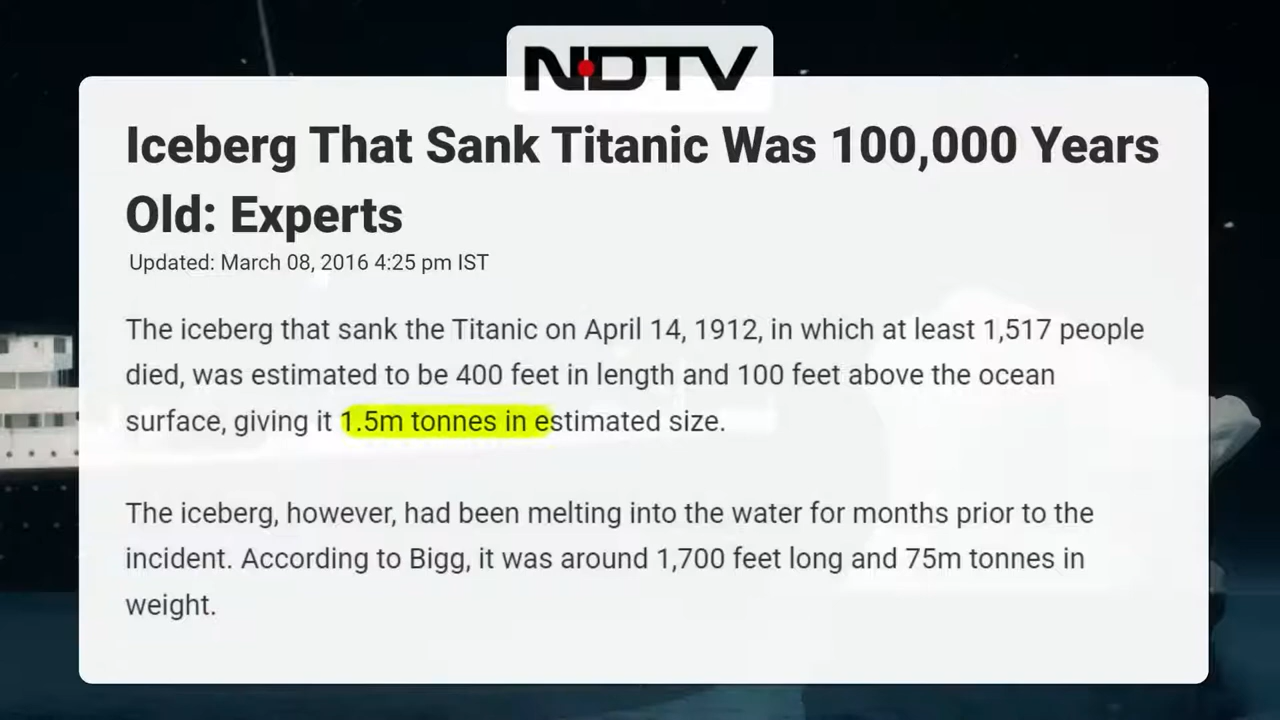 NDTV
Iceberg That Sank Titanic Was 100,000 Years
Old: Experts
Updated: March 08, 2016 4:25 pm IST
The iceberg that sank the Titanic on April 14, 1912, in which at least 1,517 people
died, was estimated to be 400 feet in length and 100 feet above the ocean
surface, giving it 1.5m tonnes in estimated size.
The iceberg, however, had been melting into the water for months prior to the
incident. According to Bigg, it was around 1,700 feet long and 75m tonnes in
weight.